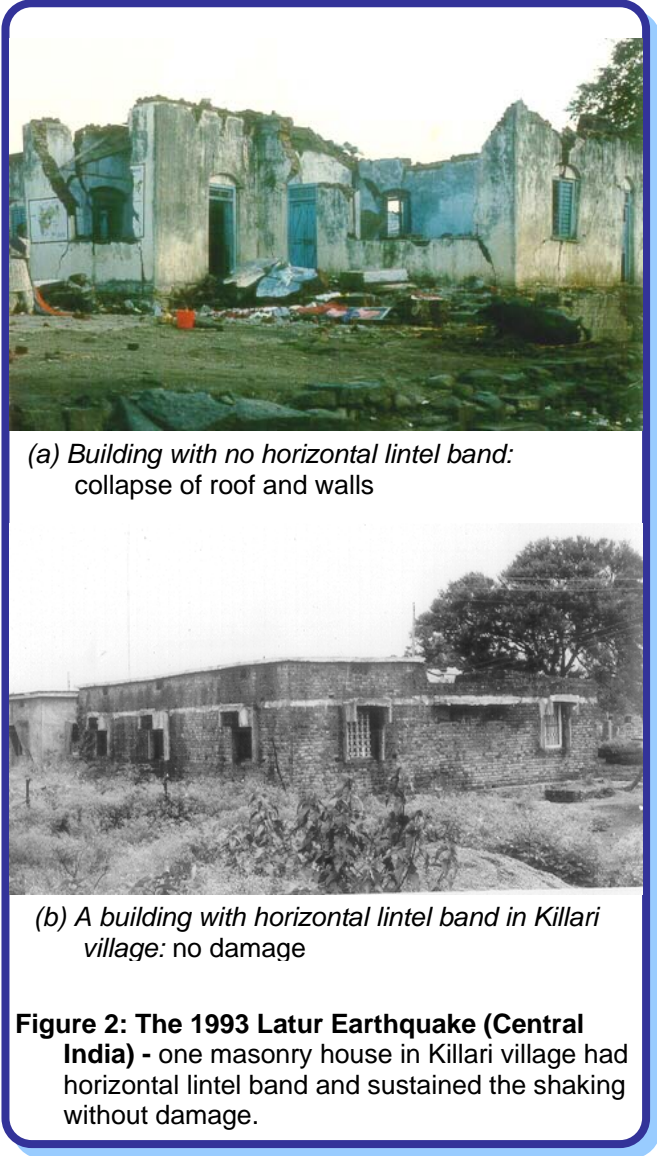 (a) Building with no horizontal lintel band:
collapse of roof and walls
(b) A building with horizontal lintel band in Killari
village: no damage
Figure 2: The 1993 Latur Earthquake (Central
India) - one masonry house in Killari village had
horizontal lintel band and sustained the shaking
without damage.